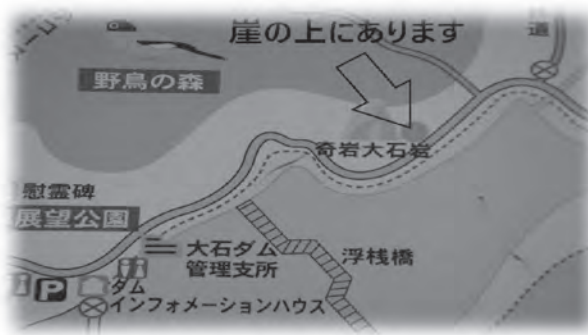 崖の上にあります
道
野鳥の森
奇岩大石岩
慰霊碑
展望公園
大石ダム
管理支所
浮桟橋
P
ダム
インフォメーションハウス